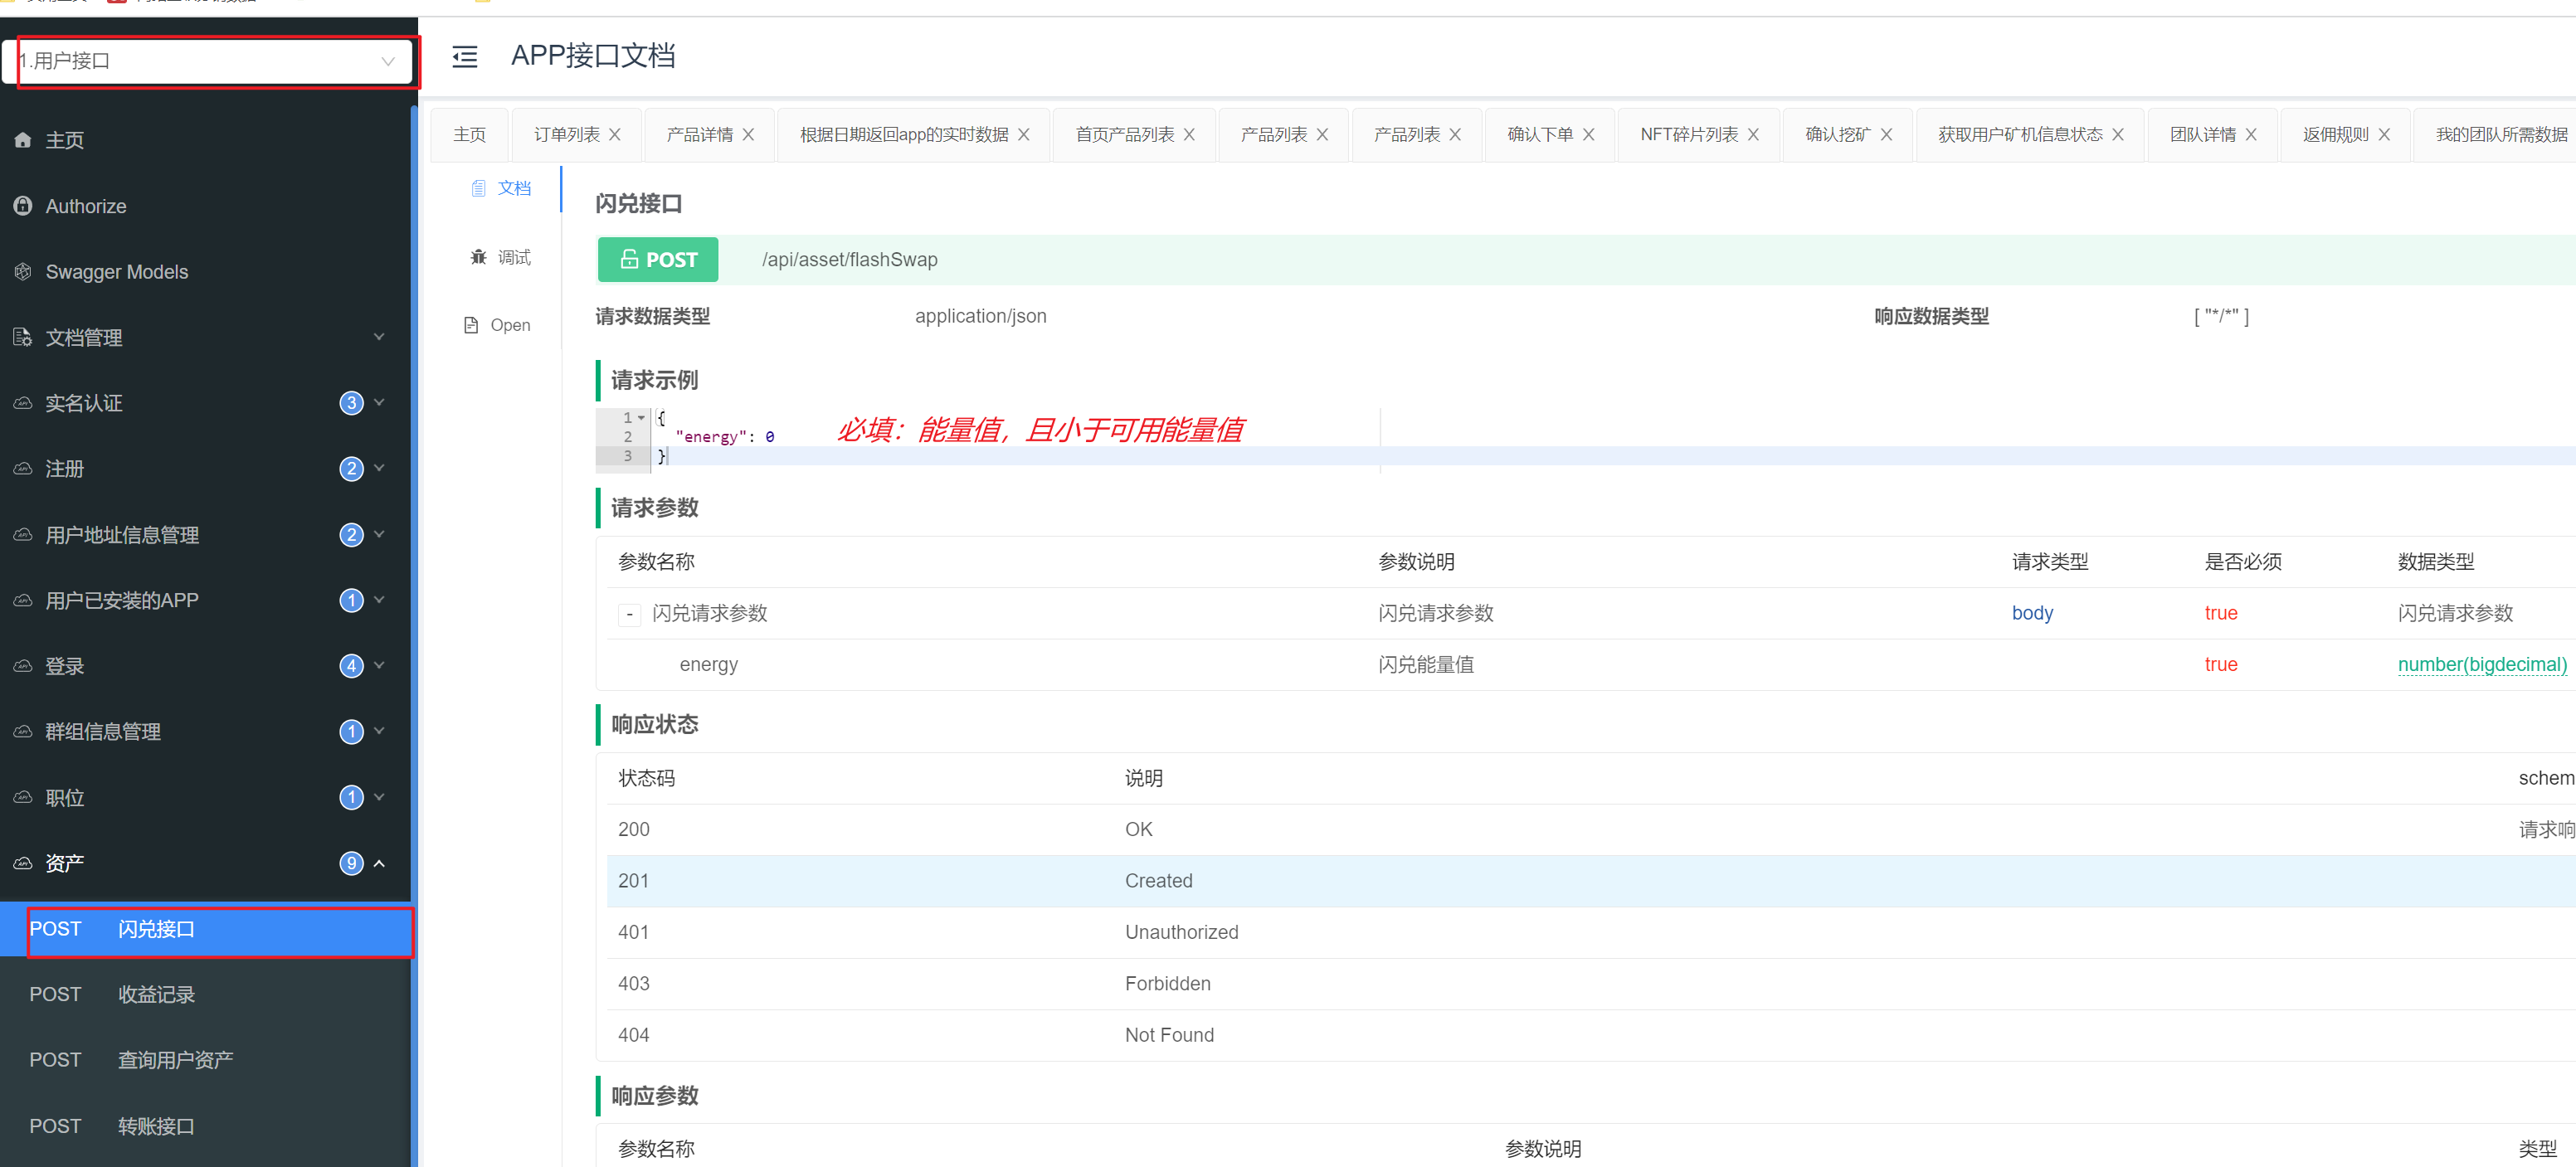 1.用户接口
APP接口文档
主页
Authorize
Swagger Models
文档管理
实名认证 3
注册 2
用户地址信息管理 2
用户已安装的APP 1
登录 4
群组信息管理 1
职位 1
资产 9
POST 闪兑接口
POST 收益记录
POST 查询用户资产
POST 转账接口
主页 订单列表 产品详情 根据日期返回app的实时数据 首页产品列表 产品列表 产品列表 确认下单 NFT碎片列表 确认挖矿 获取用户矿机信息状态 团队详情 返佣规则 我的团队所需数据
文档
调试
Open
闪兑接口
POST /api/asset/flashSwap
请求数据类型 application/json 响应数据类型 [ "*/*" ]
请求示例
1 {
2 "energy": 0
3 }
必填：能量值，且小于可用能量值
请求参数
参数名称 参数说明 请求类型 是否必须 数据类型
- 闪兑请求参数 闪兑请求参数 body true 闪兑请求参数
energy 闪兑能量值 true number(bigdecimal)
响应状态
状态码 说明 schem
200 OK 请求响
201 Created
401 Unauthorized
403 Forbidden
404 Not Found
响应参数
参数名称 参数说明 类型